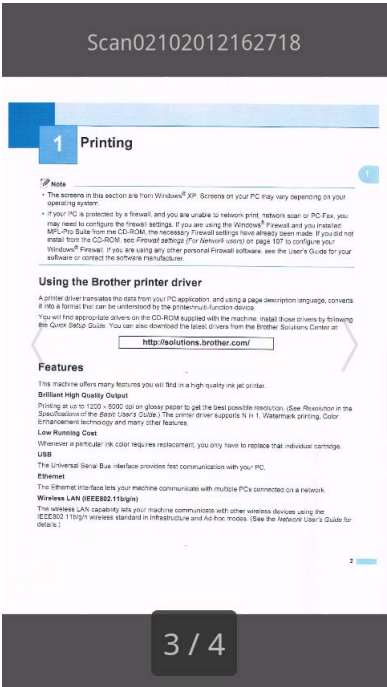 Scan02102012162718
1 Printing
Note
• The screens in this section are from Windows® XP. Screens on your PC may vary depending on your
operating system.
• If your PC is protected by a firewall, and you are unable to network print, network scan or PC-Fax, you
may need to configure the firewall settings. If you are using the Windows® Firewall and you installed
MFL-Pro Suite from the CD-ROM, the necessary Firewall settings have already been made. If you did not
install from the CD-ROM, see Firewall settings (For Network users) on page 107 to configure your
Windows® Firewall. If you are using any other personal Firewall software, see the User's Guide for your
software or contact the software manufacturer.
1
Using the Brother printer driver
A printer driver translates the data from your PC application, and using a page description language, converts
it into a format that can be understood by the printer/multi-function device.
You will find appropriate drivers on the CD-ROM supplied with the machine. Install those drivers by following
the Quick Setup Guide. You can also download the latest drivers from the Brother Solutions Center at:
http://solutions.brother.com/
Features
This machine offers many features you will find in a high quality ink jet printer.
Brilliant High Quality Output
Printing at up to 1200 × 6000 dpi on glossy paper to get the best possible resolution. (See Resolution in the
Specifications of the Basic User's Guide.) The printer driver supports N in 1, Watermark printing, Color
Enhancement technology and many other features.
Low Running Cost
Whenever a particular ink color requires replacement, you only have to replace that individual cartridge.
USB
The Universal Serial Bus interface provides fast communication with your PC.
Ethernet
The Ethernet interface lets your machine communicate with multiple PCs connected on a network.
Wireless LAN (IEEE802.11b/g/n)
The wireless LAN capability lets your machine communicate with other wireless devices using the
IEEE802.11b/g/n wireless standard in Infrastructure and Ad-hoc modes. (See the Network User's Guide for
details.)
2
3 / 4